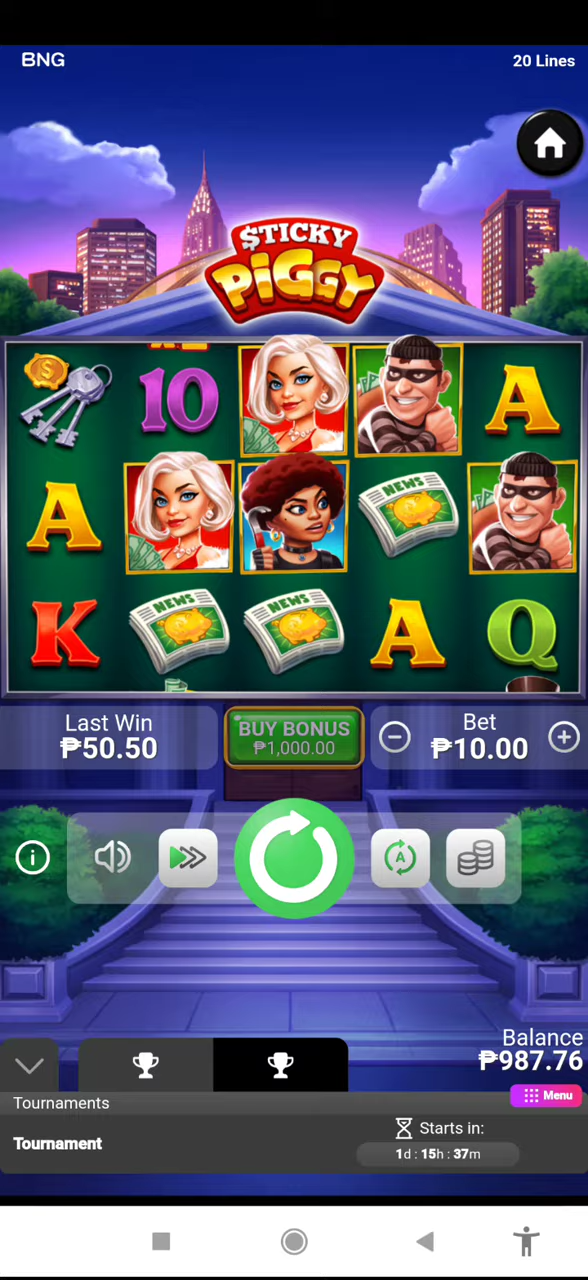 BNG
20 Lines
$TICKY
PIGGY
10
A
A
NEWS
K
NEWS
NEWS
A
Q
Last Win
₱50.50
BUY BONUS
₱1,000.00
Bet
₱10.00
A
Balance
₱987.76
Menu
Tournaments
Starts in:
Tournament
1d : 15h : 37m